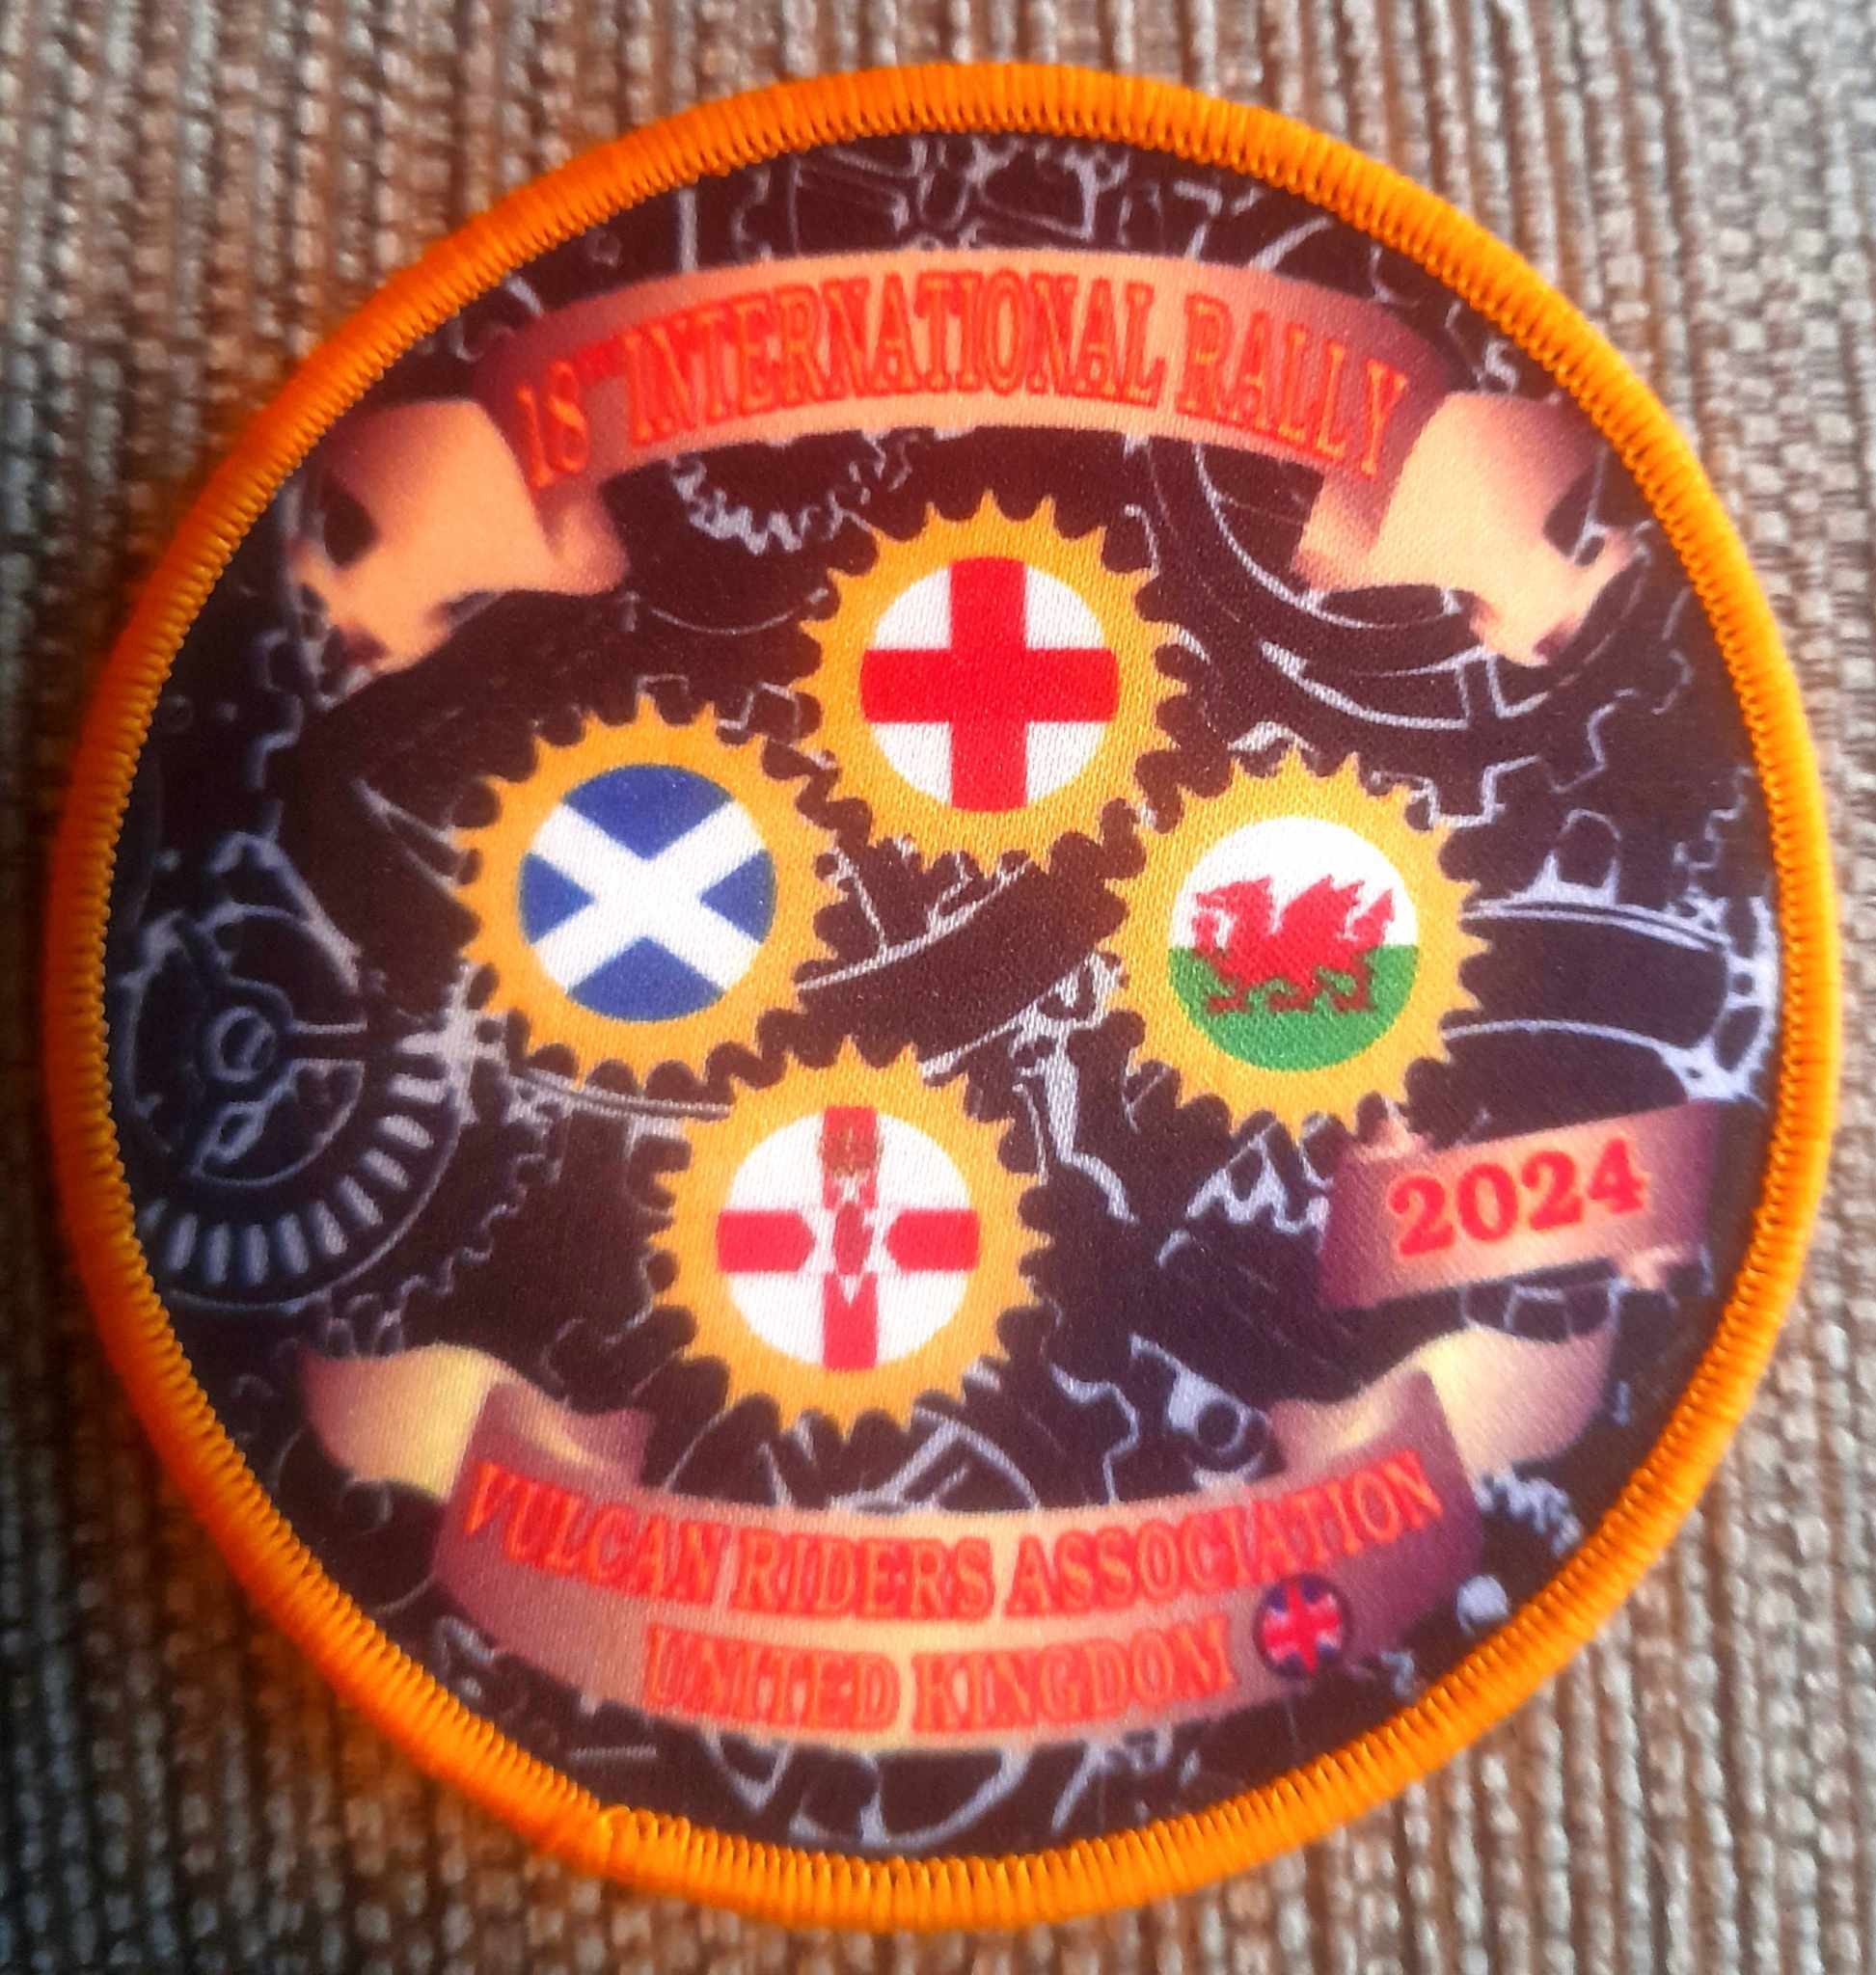 18TH INTERNATIONAL RALLY
2024
VULCAN RIDERS ASSOCIATION
UNITED KINGDOM